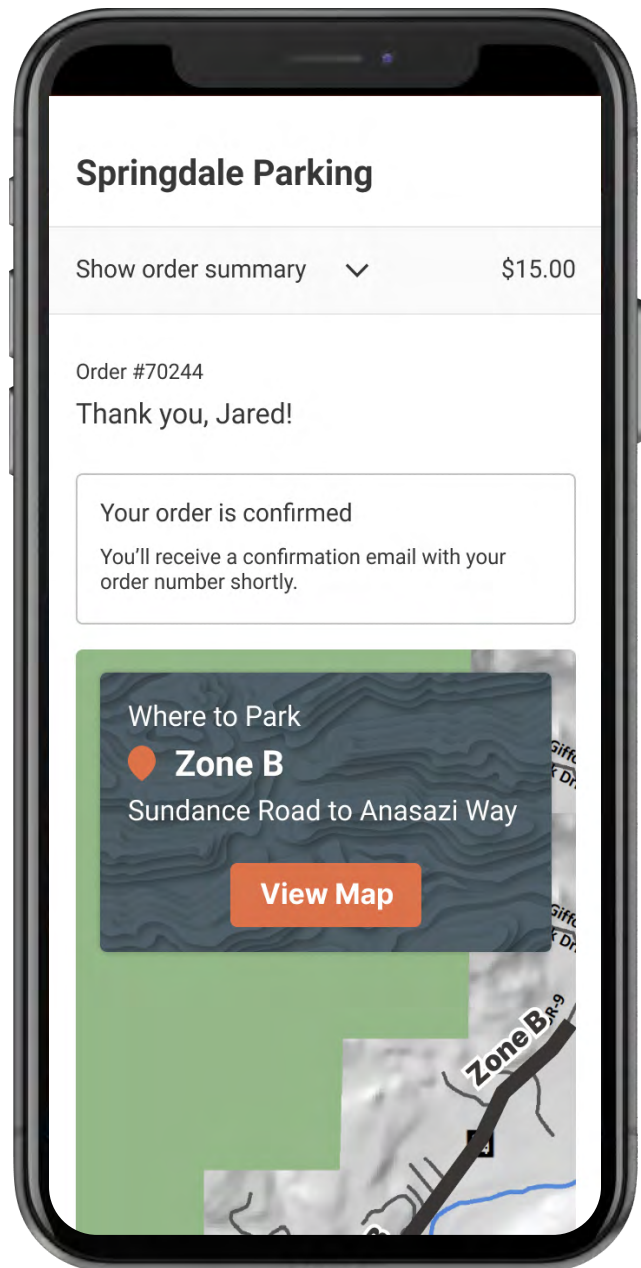 Springdale Parking
Show order summary
$15.00
Order #70244
Thank you, Jared!
Your order is confirmed
You’ll receive a confirmation email with your
order number shortly.
Where to Park
Zone B
Sundance Road to Anasazi Way
View Map
Zone B